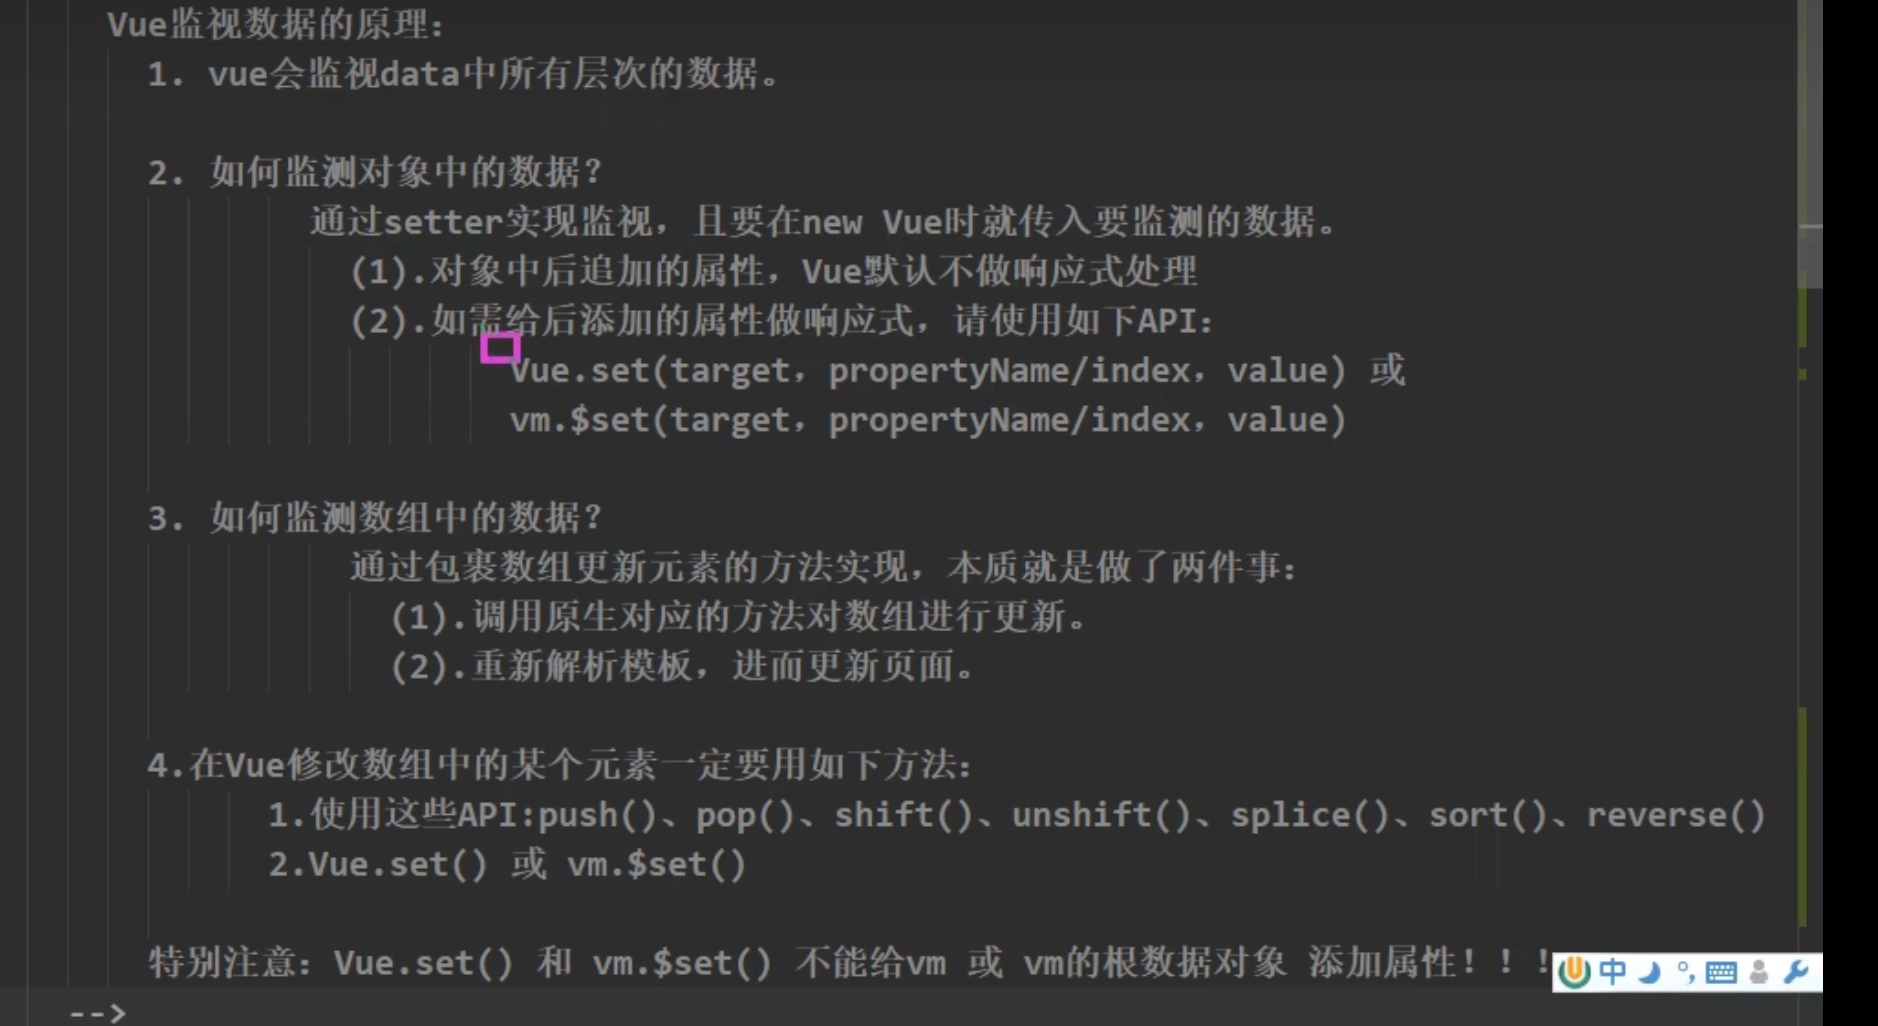 Vue监视数据的原理：
1. vue会监视data中所有层次的数据。
2. 如何监测对象中的数据？
通过setter实现监视，且要在new Vue时就传入要监测的数据。
(1).对象中后追加的属性，Vue默认不做响应式处理
(2).如需给后添加的属性做响应式，请使用如下API：
Vue.set(target，propertyName/index，value) 或
vm.$set(target，propertyName/index，value)
3. 如何监测数组中的数据？
通过包裹数组更新元素的方法实现，本质就是做了两件事：
(1).调用原生对应的方法对数组进行更新。
(2).重新解析模板，进而更新页面。
4.在Vue修改数组中的某个元素一定要用如下方法：
1.使用这些API:push()、pop()、shift()、unshift()、splice()、sort()、reverse()
2.Vue.set() 或 vm.$set()
特别注意：Vue.set() 和 vm.$set() 不能给vm 或 vm的根数据对象 添加属性！！！
中
-->